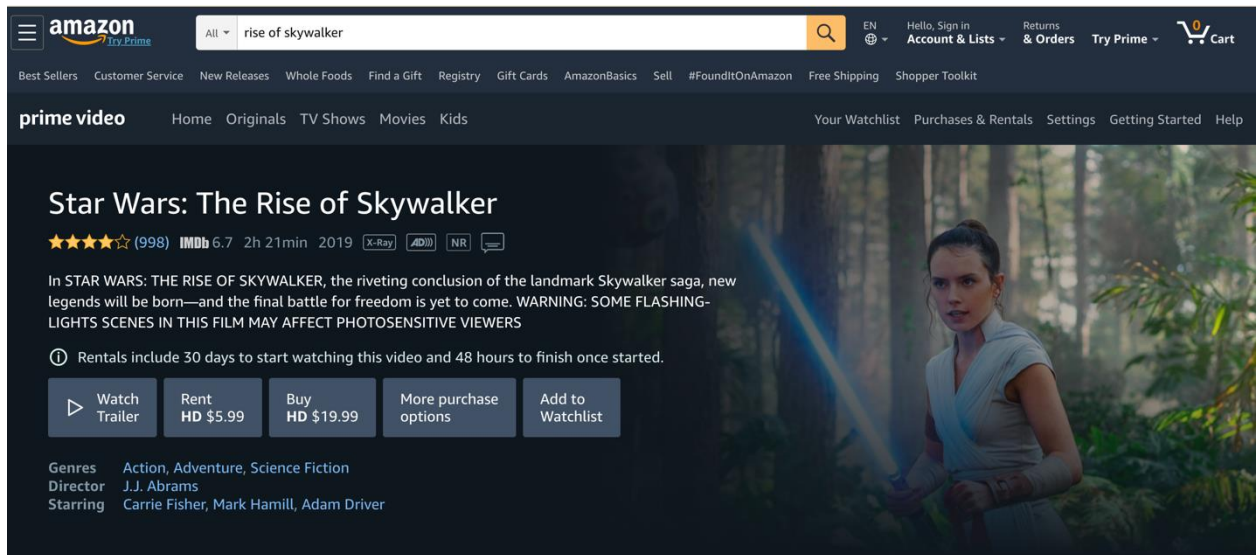 amazon
Try Prime
All
rise of skywalker
EN
Hello, Sign in
Account & Lists
Returns
& Orders
Try Prime
0
Cart
Best Sellers Customer Service New Releases Whole Foods Find a Gift Registry Gift Cards AmazonBasics Sell #FoundItOnAmazon Free Shipping Shopper Toolkit
prime video Home Originals TV Shows Movies Kids Your Watchlist Purchases & Rentals Settings Getting Started Help
Star Wars: The Rise of Skywalker
(998) IMDb 6.7 2h 21min 2019 X-Ray AD))) NR
In STAR WARS: THE RISE OF SKYWALKER, the riveting conclusion of the landmark Skywalker saga, new
legends will be born—and the final battle for freedom is yet to come. WARNING: SOME FLASHING-
LIGHTS SCENES IN THIS FILM MAY AFFECT PHOTOSENSITIVE VIEWERS
Rentals include 30 days to start watching this video and 48 hours to finish once started.
Watch
Trailer
Rent
HD $5.99
Buy
HD $19.99
More purchase
options
Add to
Watchlist
Genres Action, Adventure, Science Fiction
Director J.J. Abrams
Starring Carrie Fisher, Mark Hamill, Adam Driver